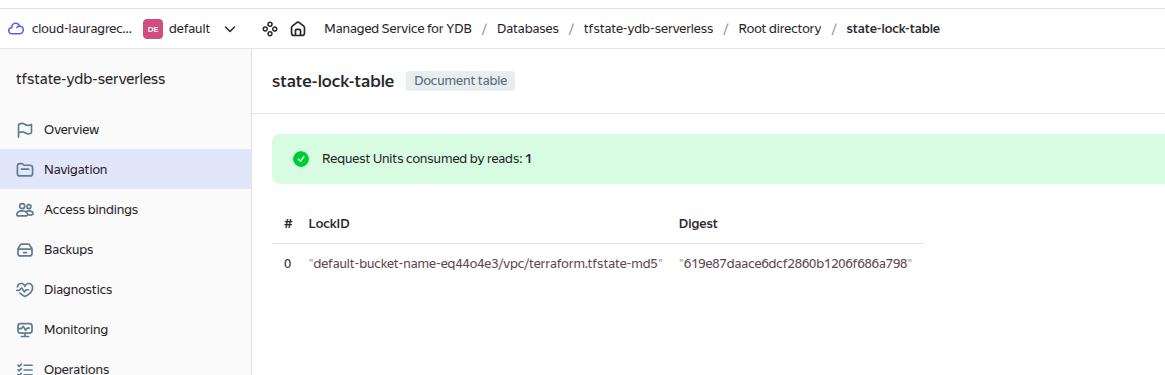 cloud-lauragrec... DE default Managed Service for YDB / Databases / tfstate-ydb-serverless / Root directory / state-lock-table
tfstate-ydb-serverless
state-lock-table Document table
Overview
Request Units consumed by reads: 1
Navigation
Access bindings
# LockID Digest
Backups
0 "default-bucket-name-eq44o4e3/vpc/terraform.tfstate-md5" "619e87daace6dcf2860b1206f686a798"
Diagnostics
Monitoring
Operations